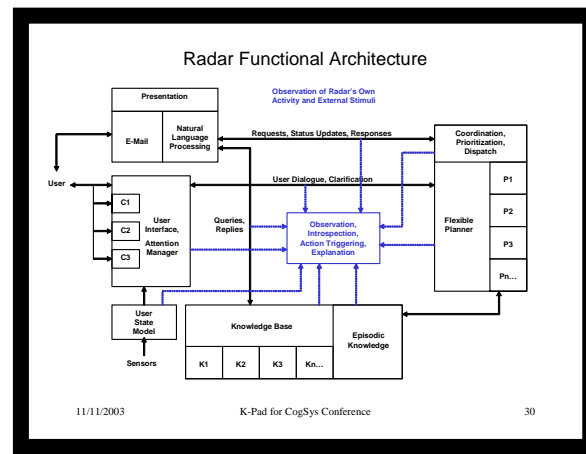 Radar Functional Architecture
Presentation
Observation of Radar's Own
Activity and External Stimuli
E-Mail
Natural
Language
Processing
Requests, Status Updates, Responses
Coordination,
Prioritization,
Dispatch
User
User Dialogue, Clarification
C1
C2
C3
User
Interface,
Attention
Manager
Queries,
Replies
Observation,
Introspection,
Action Triggering,
Explanation
Flexible
Planner
P1
P2
P3
Pn...
User
State
Model
Sensors
Knowledge Base
K1
K2
K3
Kn...
Episodic
Knowledge
11/11/2003
K-Pad for CogSys Conference
30